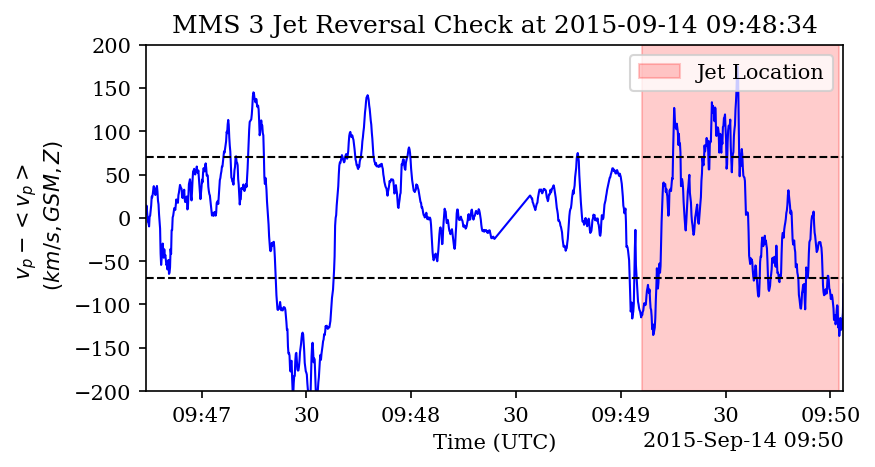 MMS 3 Jet Reversal Check at 2015-09-14 09:48:34
v_p − < v_p >
(km/s, GSM, Z)
200
150
100
50
0
−50
−100
−150
−200
Jet Location
09:47 30 09:48 30 09:49 30 09:50
Time (UTC)
2015-Sep-14 09:50